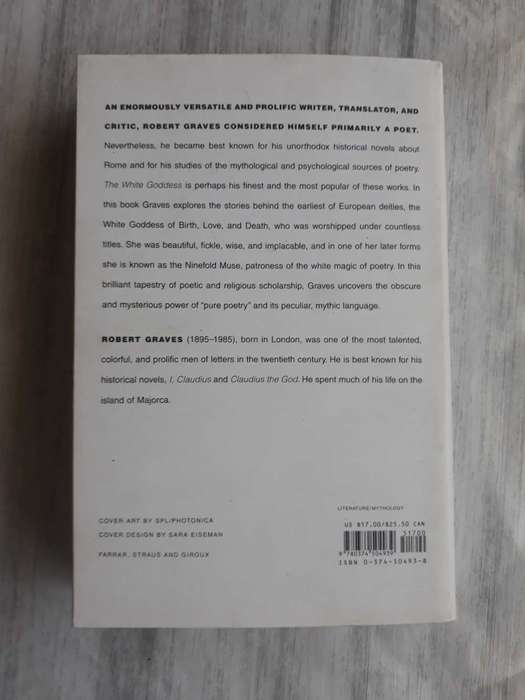 AN ENORMOUSLY VERSATILE AND PROLIFIC WRITER, TRANSLATOR, AND
CRITIC, ROBERT GRAVES CONSIDERED HIMSELF PRIMARILY A POET.
Nevertheless, he became best known for his unorthodox historical novels about
Rome and for his studies of the mythological and psychological sources of poetry.
The White Goddess is perhaps his finest and the most popular of these works. In
this book Graves explores the stories behind the earliest of European deities, the
White Goddess of Birth, Love, and Death, who was worshipped under countless
titles. She was beautiful, fickle, wise, and implacable, and in one of her later forms
she is known as the Ninefold Muse, patroness of the white magic of poetry. In this
brilliant tapestry of poetic and religious scholarship, Graves uncovers the obscure
and mysterious power of "pure poetry" and its peculiar, mythic language.
ROBERT GRAVES (1895–1985), born in London, was one of the most talented,
colorful, and prolific men of letters in the twentieth century. He is best known for his
historical novels, I, Claudius and Claudius the God. He spent much of his life on the
island of Majorca.
COVER ART BY SPL/PHOTONICA
COVER DESIGN BY SARA EISEMAN
FARRAR, STRAUS AND GIROUX
LITERATURE/MYTHOLOGY
US $17.00/$25.50 CAN
51700
9 780374 504939
ISBN 0-374-50493-8